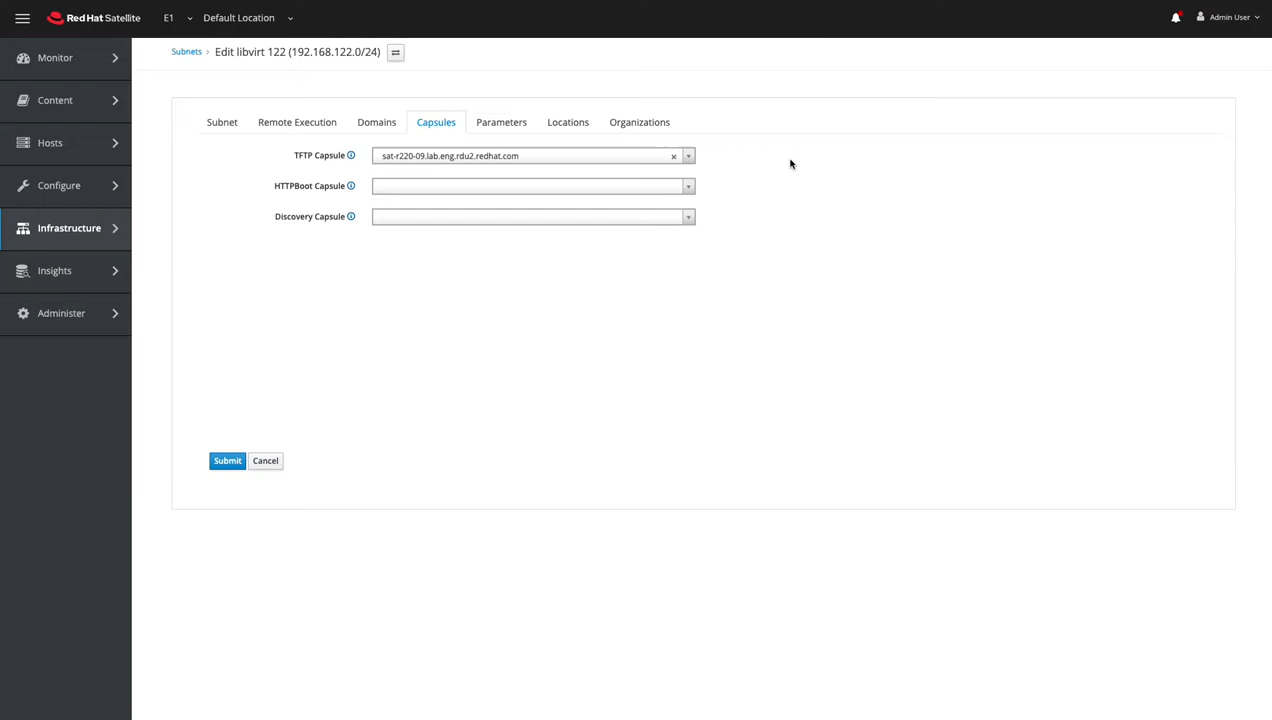 Red Hat Satellite E1 Default Location Admin User
Monitor
Content
Hosts
Configure
Infrastructure
Insights
Administer
Subnets › Edit libvirt 122 (192.168.122.0/24)
Subnet Remote Execution Domains Capsules Parameters Locations Organizations
TFTP Capsule sat-r220-09.lab.eng.rdu2.redhat.com
HTTPBoot Capsule
Discovery Capsule
Submit Cancel